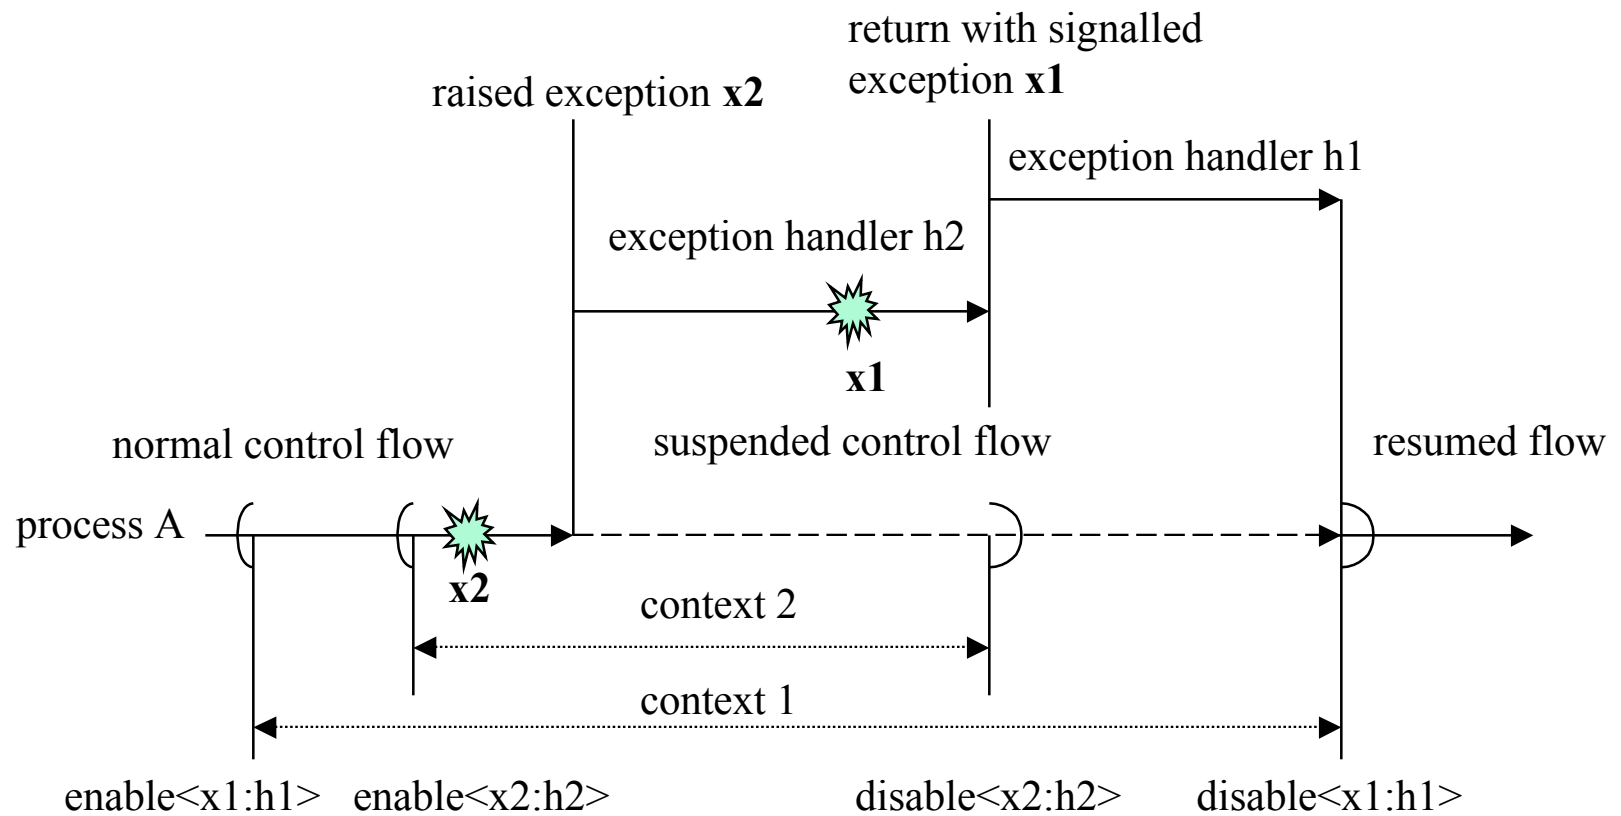 return with signalled
exception x1
raised exception x2
exception handler h1
exception handler h2
x1
normal control flow
suspended control flow
resumed flow
process A
x2
context 2
context 1
enable<x1:h1>
enable<x2:h2>
disable<x2:h2>
disable<x1:h1>